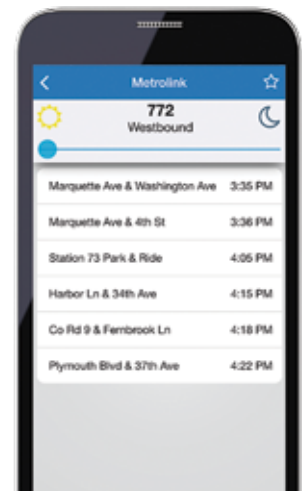 Metrolink
772
Westbound
Marquette Ave & Washington Ave 3:35 PM
Marquette Ave & 4th St 3:36 PM
Station 73 Park & Ride 4:05 PM
Harbor Ln & 34th Ave 4:15 PM
Co Rd 9 & Fernbrook Ln 4:18 PM
Plymouth Blvd & 37th Ave 4:22 PM